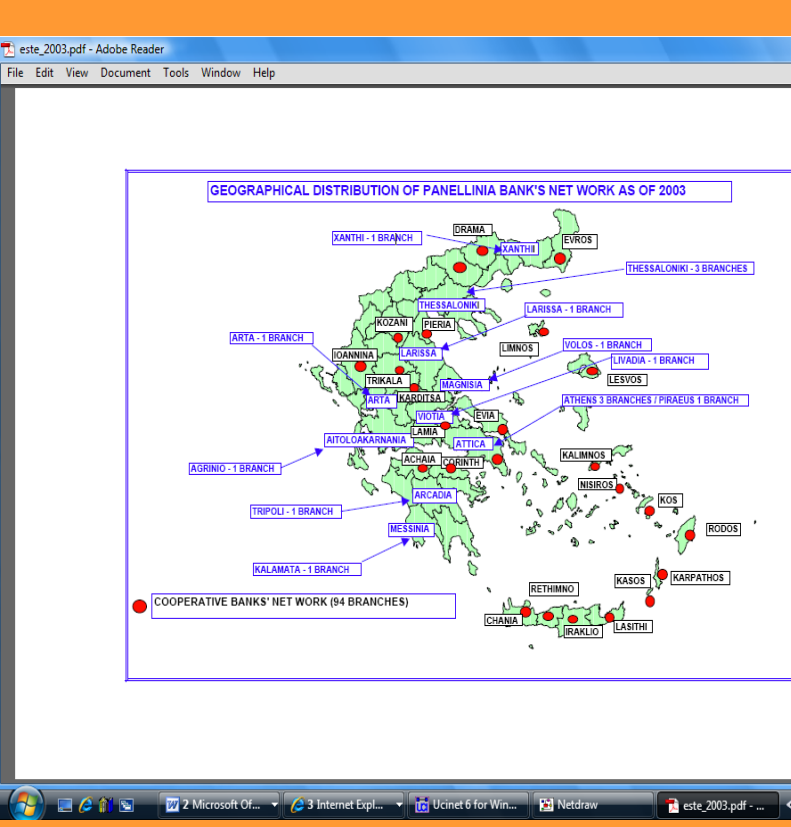 este_2003.pdf - Adobe Reader
File Edit View Document Tools Window Help
GEOGRAPHICAL DISTRIBUTION OF PANELLINIA BANK'S NET WORK AS OF 2003
DRAMA
XANTHI - 1 BRANCH
XANTHII
EVROS
THESSALONIKI - 3 BRANCHES
THESSALONIKI
LARISSA - 1 BRANCH
KOZANI
PIERIA
ARTA - 1 BRANCH
LIMNOS
VOLOS - 1 BRANCH
IOANNINA
LARISSA
LIVADIA - 1 BRANCH
TRIKALA
MAGNISIA
LESVOS
ARTA
KARDITSA
ATHENS 3 BRANCHES / PIRAEUS 1 BRANCH
VIOTIA
EVIA
LAMIA
AITOLOAKARNANIA
ATTICA
ACHAIA
CORINTH
KALIMNOS
AGRINIO - 1 BRANCH
NISIROS
ARCADIA
KOS
TRIPOLI - 1 BRANCH
MESSINIA
RODOS
KALAMATA - 1 BRANCH
KASOS
KARPATHOS
RETHIMNO
COOPERATIVE BANKS' NET WORK (94 BRANCHES)
CHANIA
IRAKLIO
LASITHI
2 Microsoft Of...
3 Internet Expl...
Ucinet 6 for Win...
Netdraw
este_2003.pdf - ...